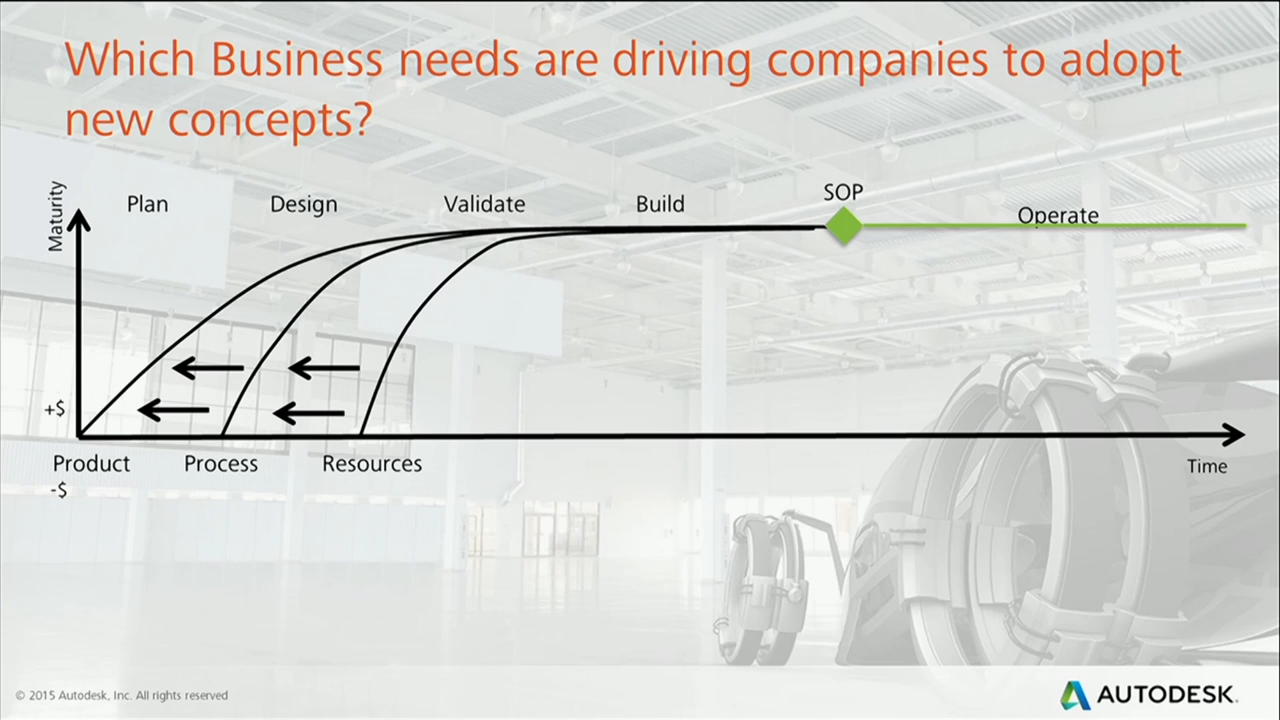 Which Business needs are driving companies to adopt
new concepts?
Maturity
Plan
Design
Validate
Build
SOP
Operate
+$
Product
Process
Resources
Time
-$
© 2015 Autodesk, Inc. All rights reserved
AUTODESK.